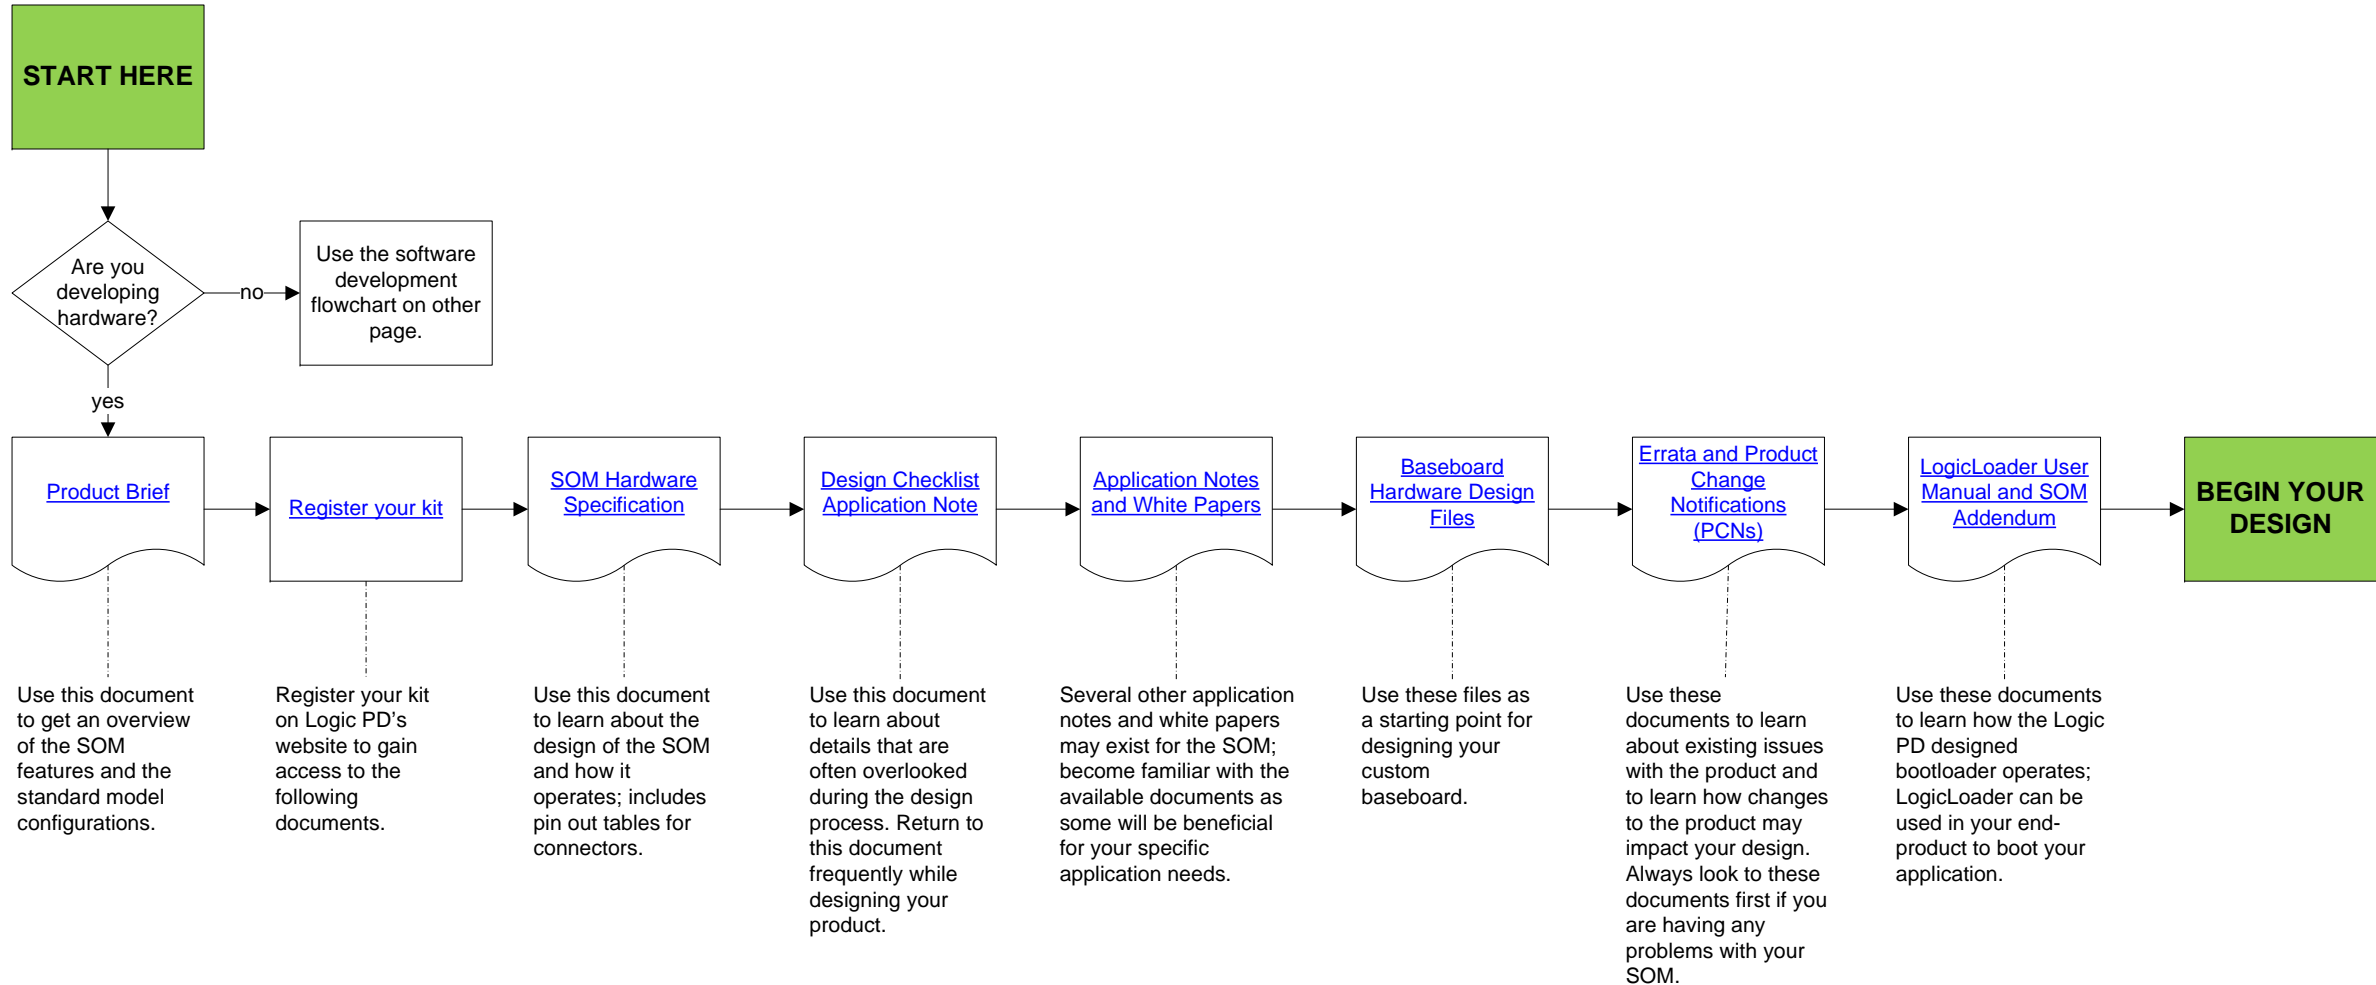 START HERE
Are you
developing
hardware?
no
Use the software
development
flowchart on other
page.
yes
Product Brief
Register your kit
SOM Hardware
Specification
Design Checklist
Application Note
Application Notes
and White Papers
Baseboard
Hardware Design
Files
Errata and Product
Change
Notifications
(PCNs)
LogicLoader User
Manual and SOM
Addendum
BEGIN YOUR
DESIGN
Use this document
to get an overview
of the SOM
features and the
standard model
configurations.
Register your kit
on Logic PD’s
website to gain
access to the
following
documents.
Use this document
to learn about the
design of the SOM
and how it
operates; includes
pin out tables for
connectors.
Use this document
to learn about
details that are
often overlooked
during the design
process. Return to
this document
frequently while
designing your
product.
Several other application
notes and white papers
may exist for the SOM;
become familiar with the
available documents as
some will be beneficial
for your specific
application needs.
Use these files as
a starting point for
designing your
custom
baseboard.
Use these
documents to learn
about existing issues
with the product and
to learn how changes
to the product may
impact your design.
Always look to these
documents first if you
are having any
problems with your
SOM.
Use these documents
to learn how the Logic
PD designed
bootloader operates;
LogicLoader can be
used in your end-
product to boot your
application.